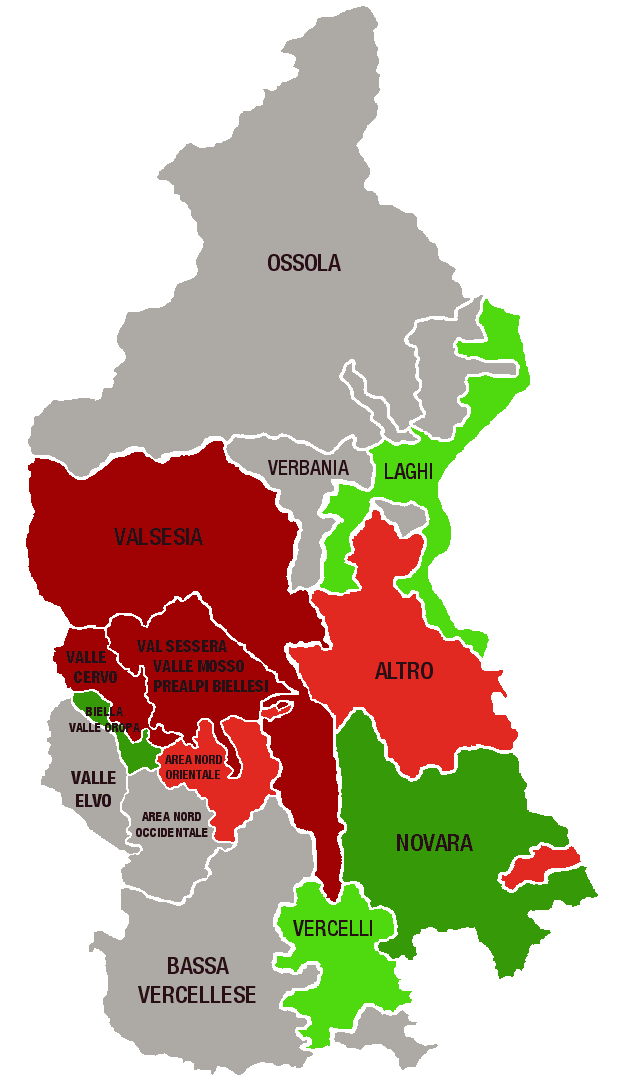 OSSOLA
VERBANIA
LAGHI
VALSESIA
VAL SESSERA
VALLE MOSSO
PREALPI BIELLESI
VALLE
CERVO
ALTRO
BIELLA
VALLE OROPA
AREA NORD
ORIENTALE
VALLE
ELVO
AREA NORD
OCCIDENTALE
NOVARA
VERCELLI
BASSA
VERCELLESE